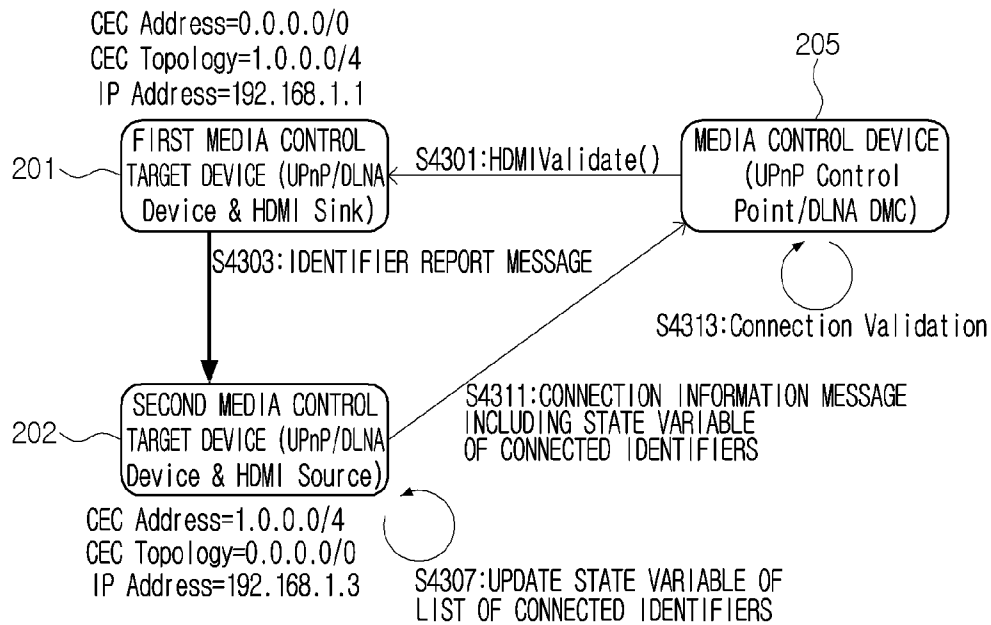 CEC Address=0.0.0.0/0
CEC Topology=1.0.0.0/4
IP Address=192.168.1.1
205
201
FIRST MEDIA CONTROL
TARGET DEVICE (UPnP/DLNA
Device & HDMI Sink)
S4301:HDMIValidate()
MEDIA CONTROL DEVICE
(UPnP Control
Point/DLNA DMC)
S4303:IDENTIFIER REPORT MESSAGE
S4313:Connection Validation
202
SECOND MEDIA CONTROL
TARGET DEVICE (UPnP/DLNA
Device & HDMI Source)
S4311:CONNECTION INFORMATION MESSAGE
INCLUDING STATE VARIABLE
OF CONNECTED IDENTIFIERS
CEC Address=1.0.0.0/4
CEC Topology=0.0.0.0/0
IP Address=192.168.1.3
S4307:UPDATE STATE VARIABLE OF
LIST OF CONNECTED IDENTIFIERS